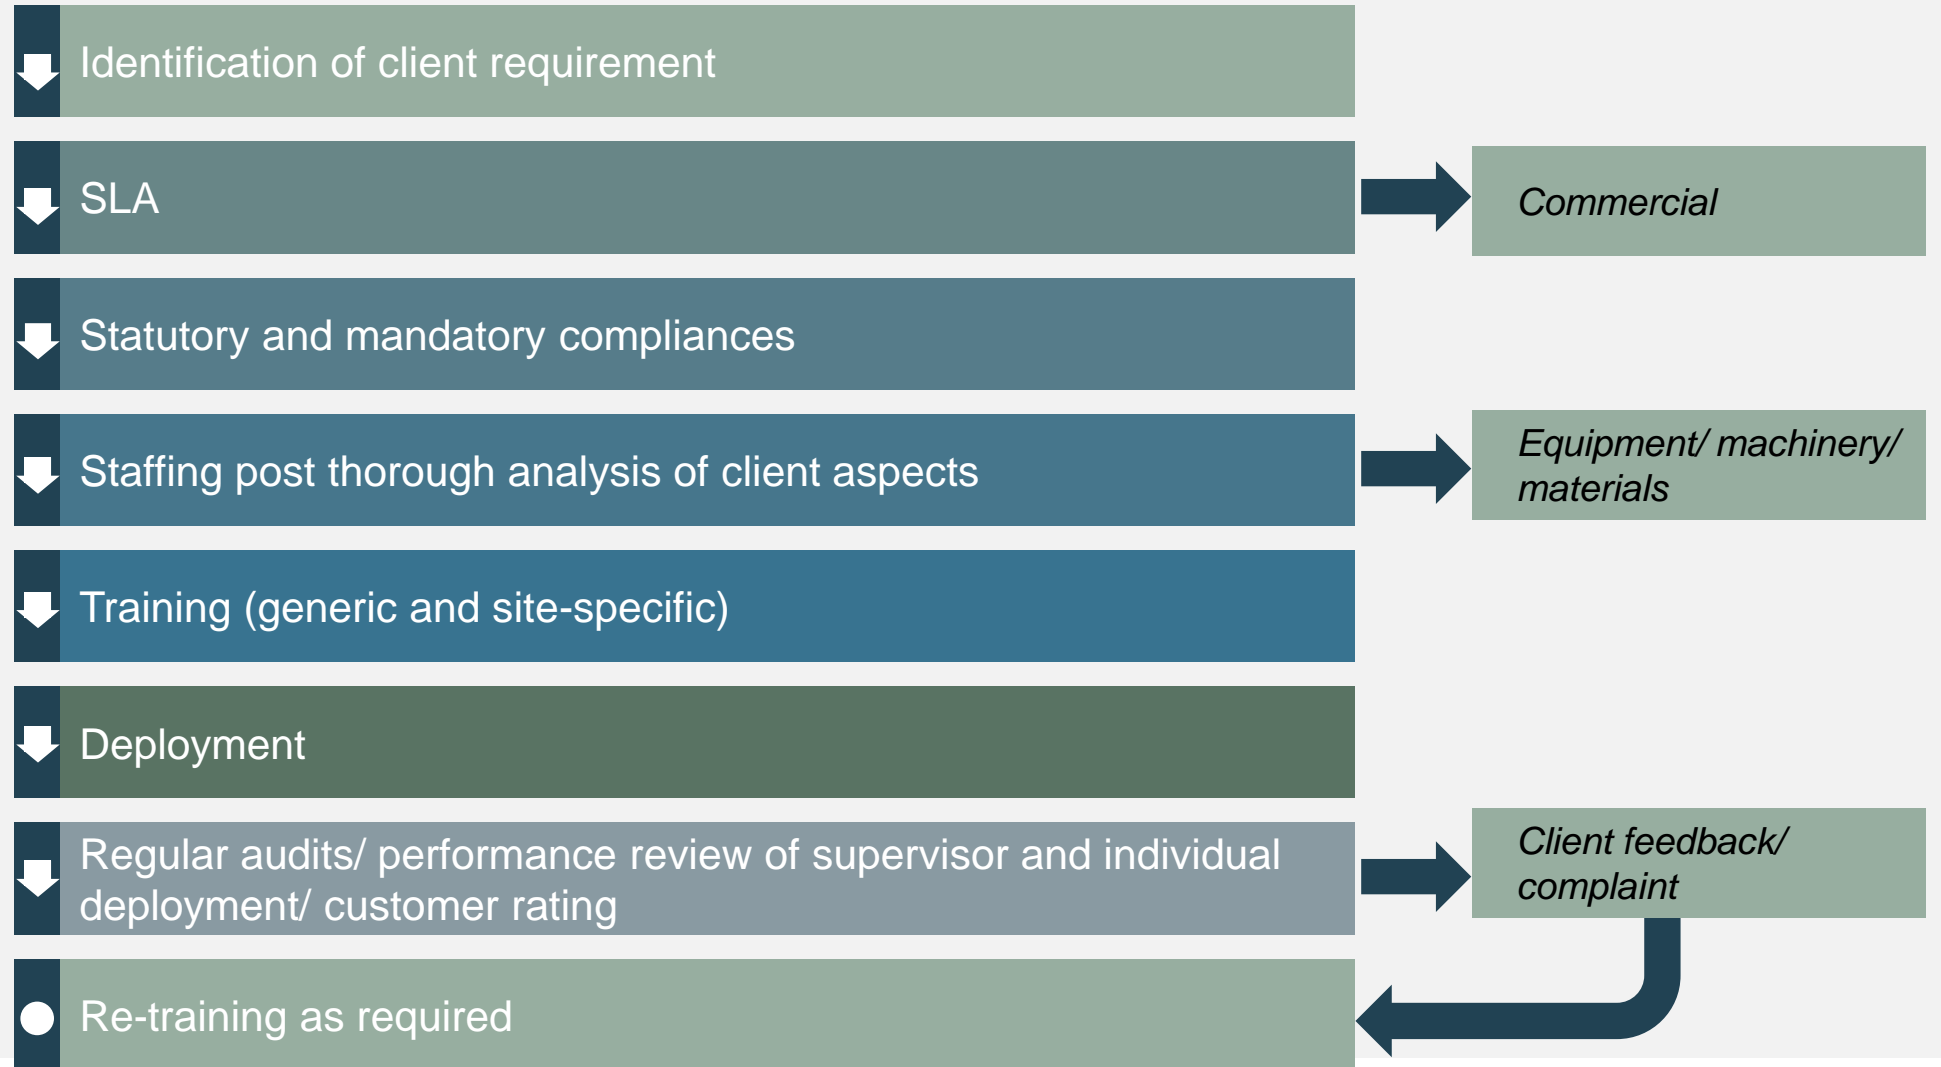 Identification of client requirement
SLA
Commercial
Statutory and mandatory compliances
Staffing post thorough analysis of client aspects
Equipment/ machinery/
materials
Training (generic and site-specific)
Deployment
Regular audits/ performance review of supervisor and individual
deployment/ customer rating
Client feedback/
complaint
Re-training as required